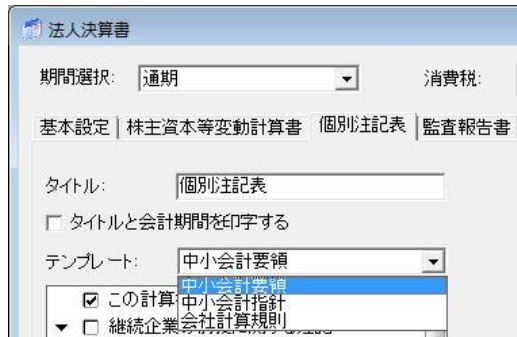 法人決算書
期間選択: 通期 消費税:
基本設定 株主資本等変動計算書 個別注記表 監査報告書
タイトル: 個別注記表
タイトルと会計期間を印字する
テンプレート: 中小会計要領
中小会計要領
この計算 中小会計指針
継続企業 会社計算規則